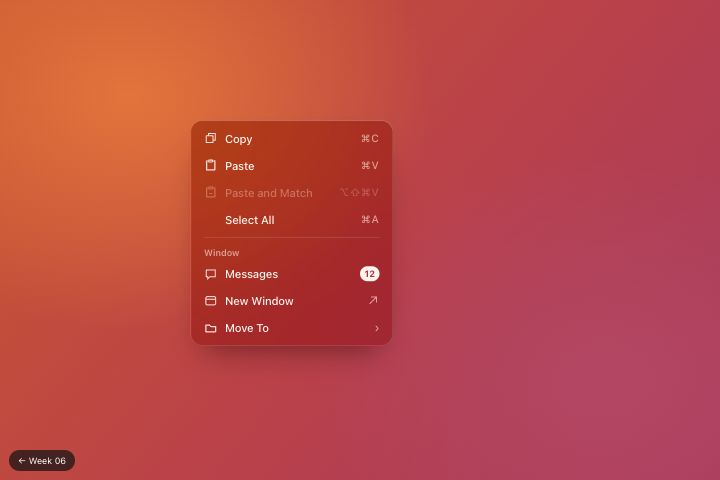 Copy ⌘C
Paste ⌘V
Paste and Match ⌥⇧⌘V
Select All ⌘A
Window
Messages 12
New Window ↗
Move To ›
← Week 06